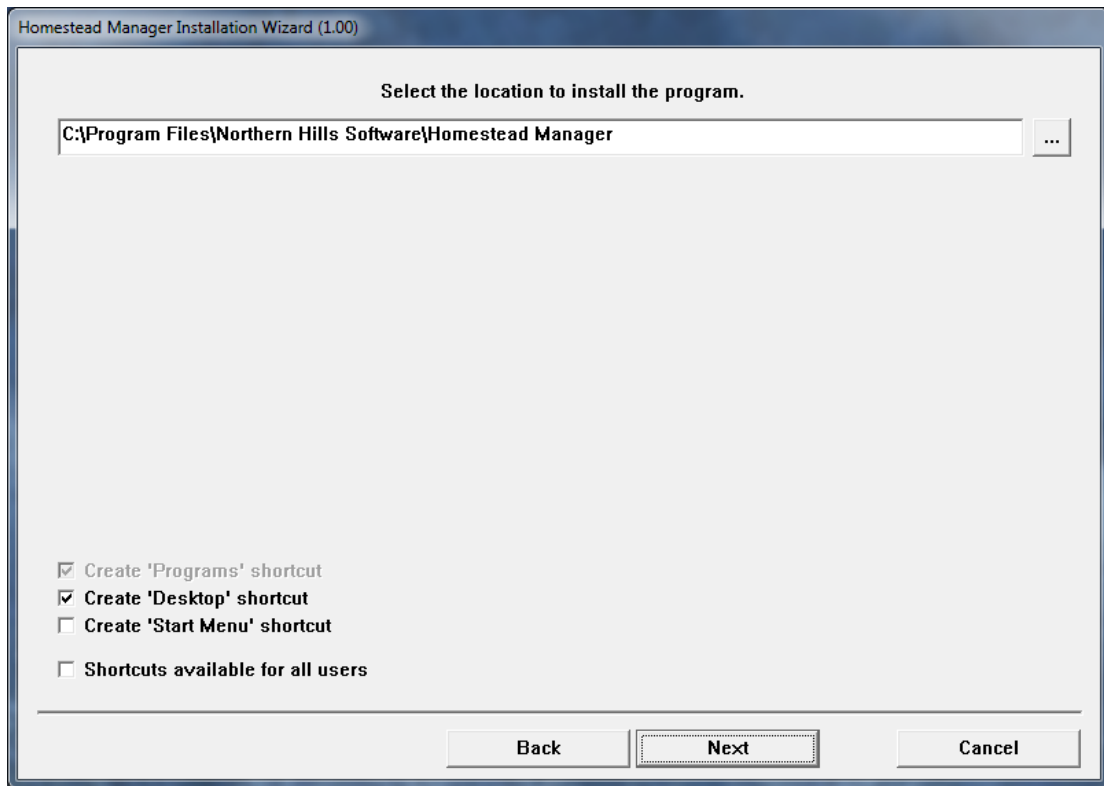 Homestead Manager Installation Wizard (1.00)
Select the location to install the program.
C:\Program Files\Northern Hills Software\Homestead Manager
...
Create 'Programs' shortcut
Create 'Desktop' shortcut
Create 'Start Menu' shortcut
Shortcuts available for all users
Back Next Cancel